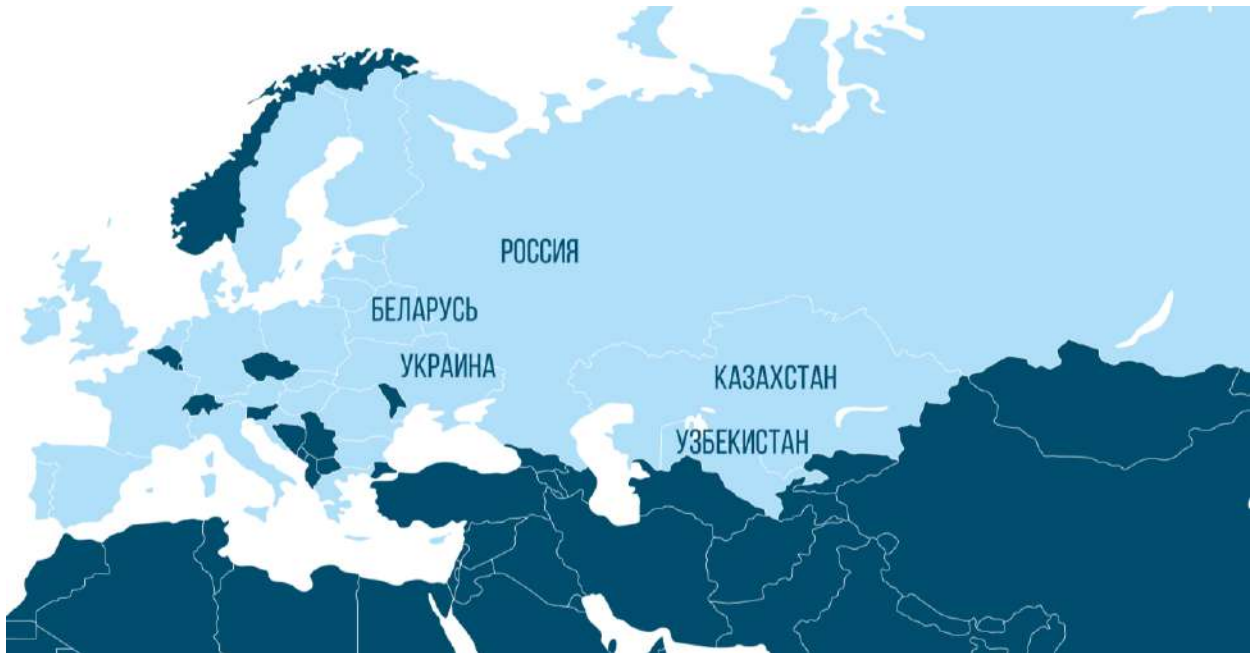 РОССИЯ
БЕЛАРУСЬ
УКРАИНА
КАЗАХСТАН
УЗБЕКИСТАН